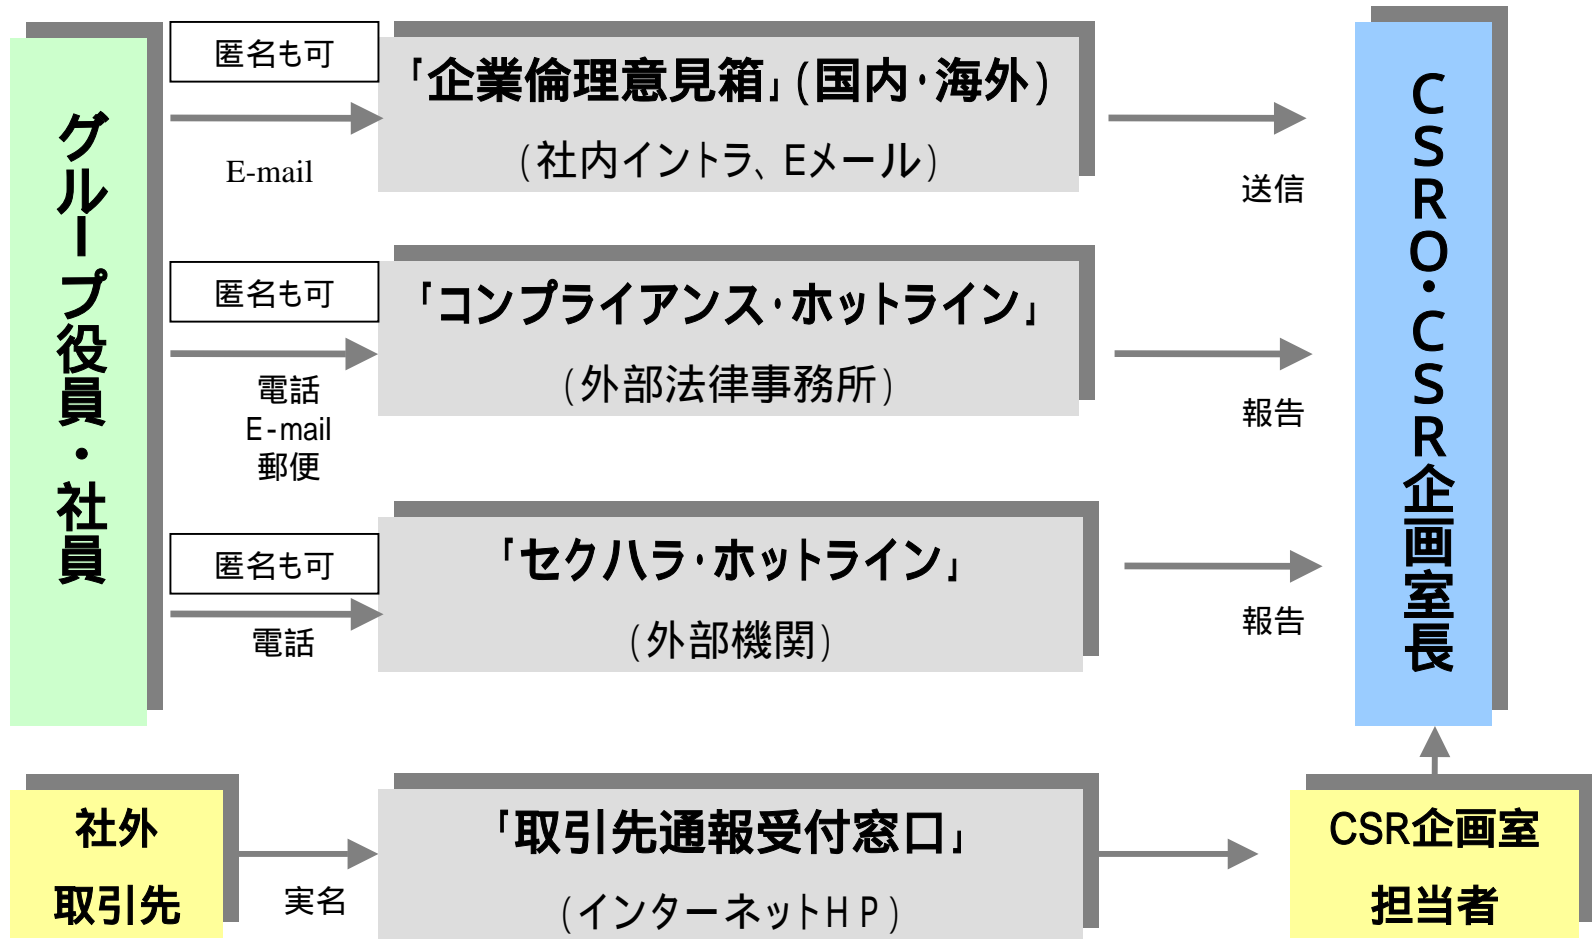 グループ役員・社員
匿名も可
E-mail
「企業倫理意見箱」(国内・海外)
(社内イントラ、Eメール)
送信
匿名も可
電話
E-mail
郵便
「コンプライアンス・ホットライン」
(外部法律事務所)
報告
匿名も可
電話
「セクハラ・ホットライン」
(外部機関)
報告
CSRO・CSR企画室長
社外
取引先
実名
「取引先通報受付窓口」
(インターネットHP)
CSR企画室
担当者